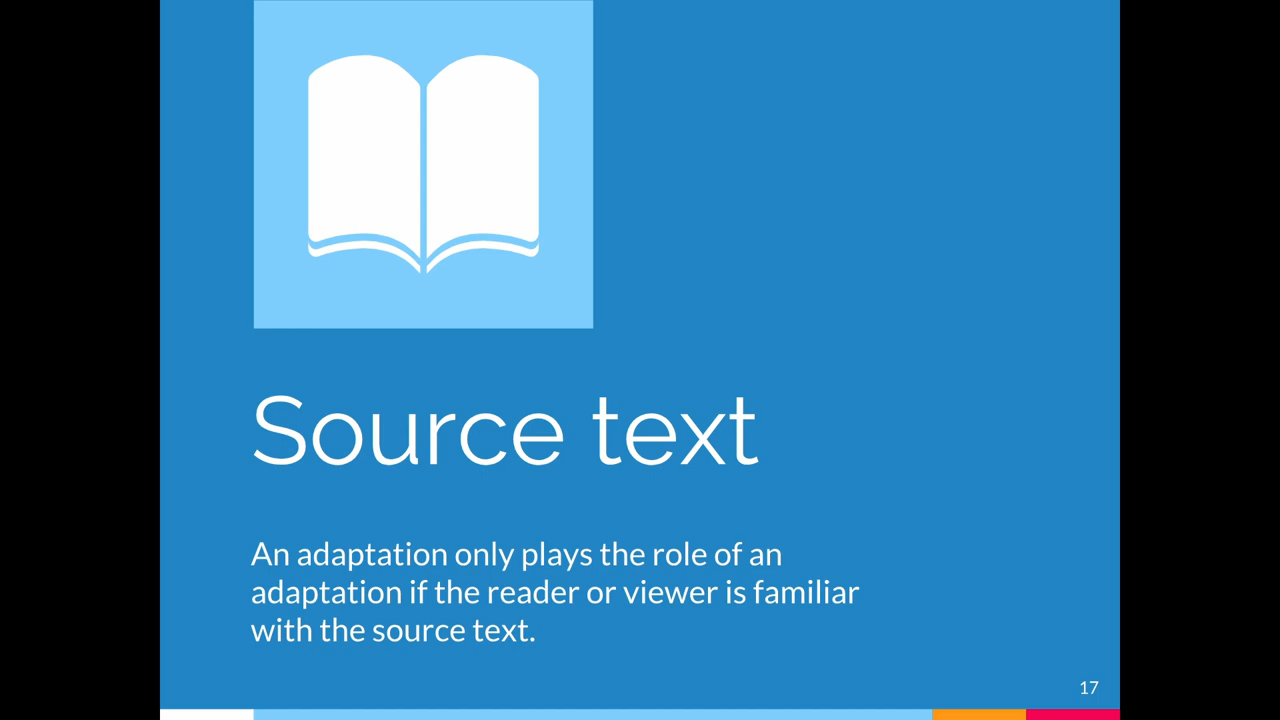 Source text
An adaptation only plays the role of an
adaptation if the reader or viewer is familiar
with the source text.
17